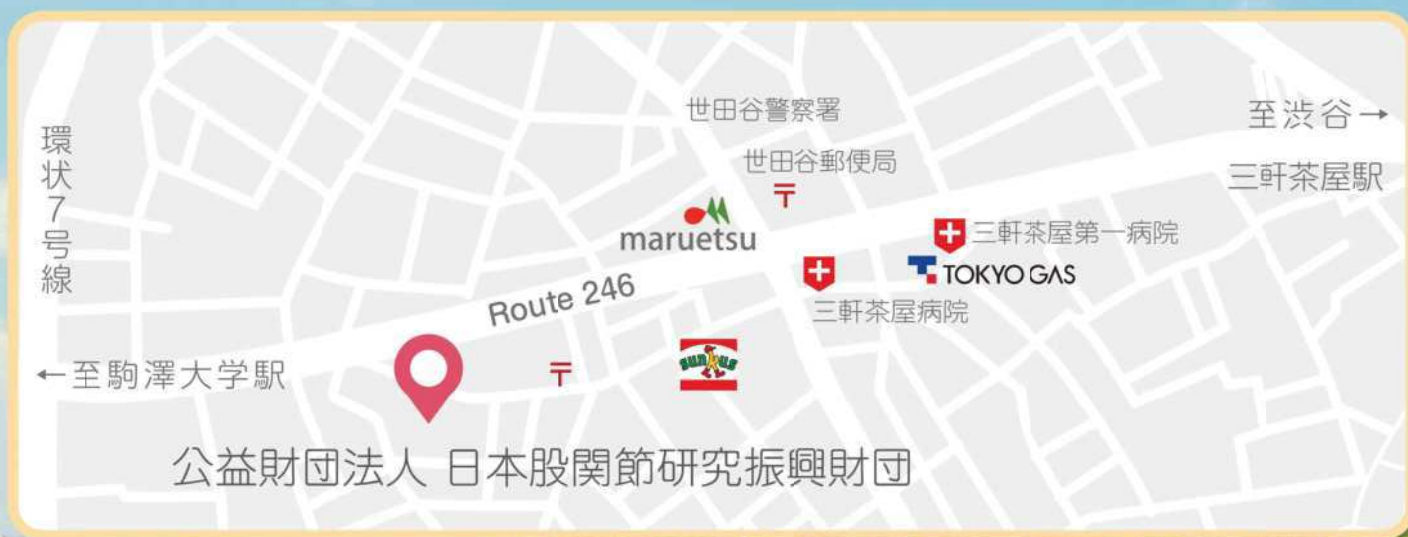 世田谷警察署
至渋谷→
環状7号線
世田谷郵便局
〒
三軒茶屋駅
maruetsu
三軒茶屋第一病院
TOKYO GAS
Route 246
三軒茶屋病院
sunkus
←至駒澤大学駅
〒
公益財団法人 日本股関節研究振興財団